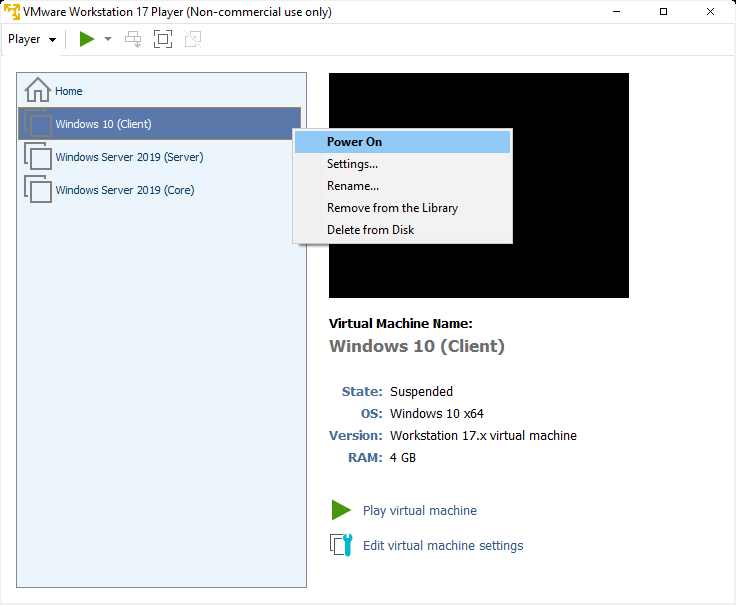 VMware Workstation 17 Player (Non-commercial use only)
Player
Home
Windows 10 (Client)
Windows Server 2019 (Server)
Windows Server 2019 (Core)
Power On
Settings...
Rename...
Remove from the Library
Delete from Disk
Virtual Machine Name:
Windows 10 (Client)
State: Suspended
OS: Windows 10 x64
Version: Workstation 17.x virtual machine
RAM: 4 GB
Play virtual machine
Edit virtual machine settings